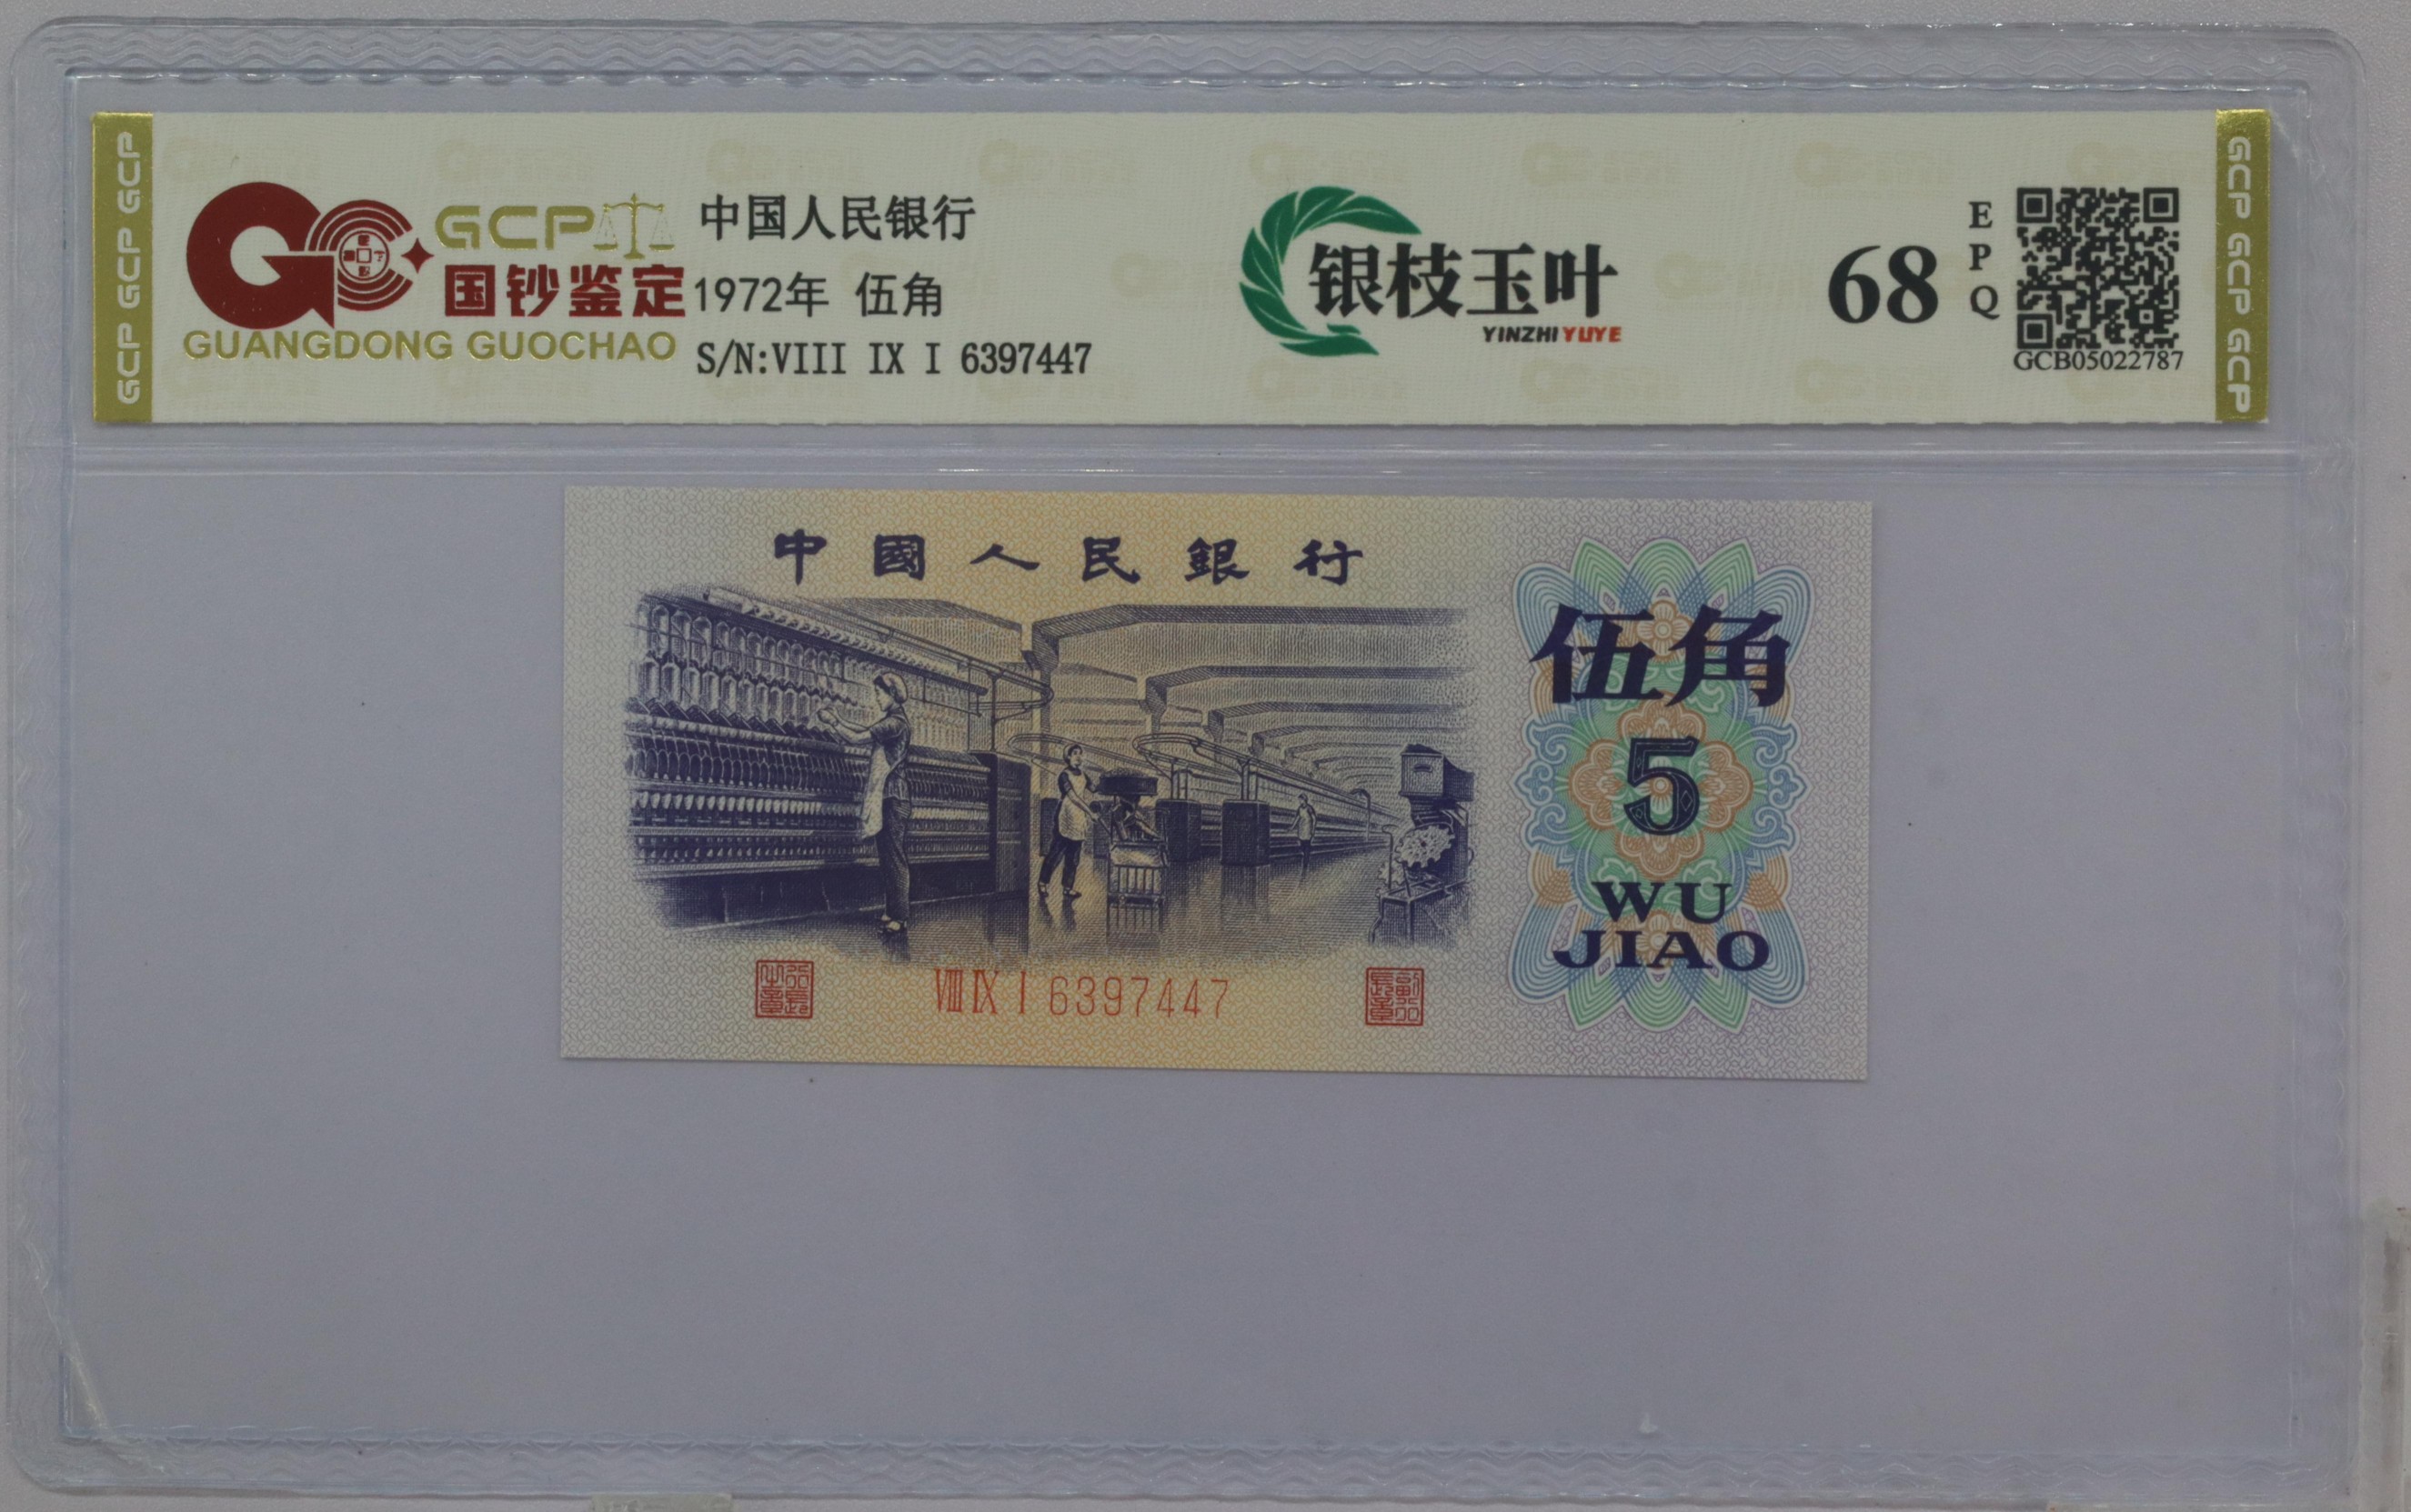 GCP GCP GCP
GCP
国钞鉴定
GUANGDONG GUOCHAO
中国人民银行
1972年 伍角
S/N:VIII IX I 6397447
银枝玉叶
YINZHI YUYE
68
EPQ
GCB05022787
GCP GCP GCP
中國人民銀行
伍角
5
WU
JIAO
VIII IX I 6397447